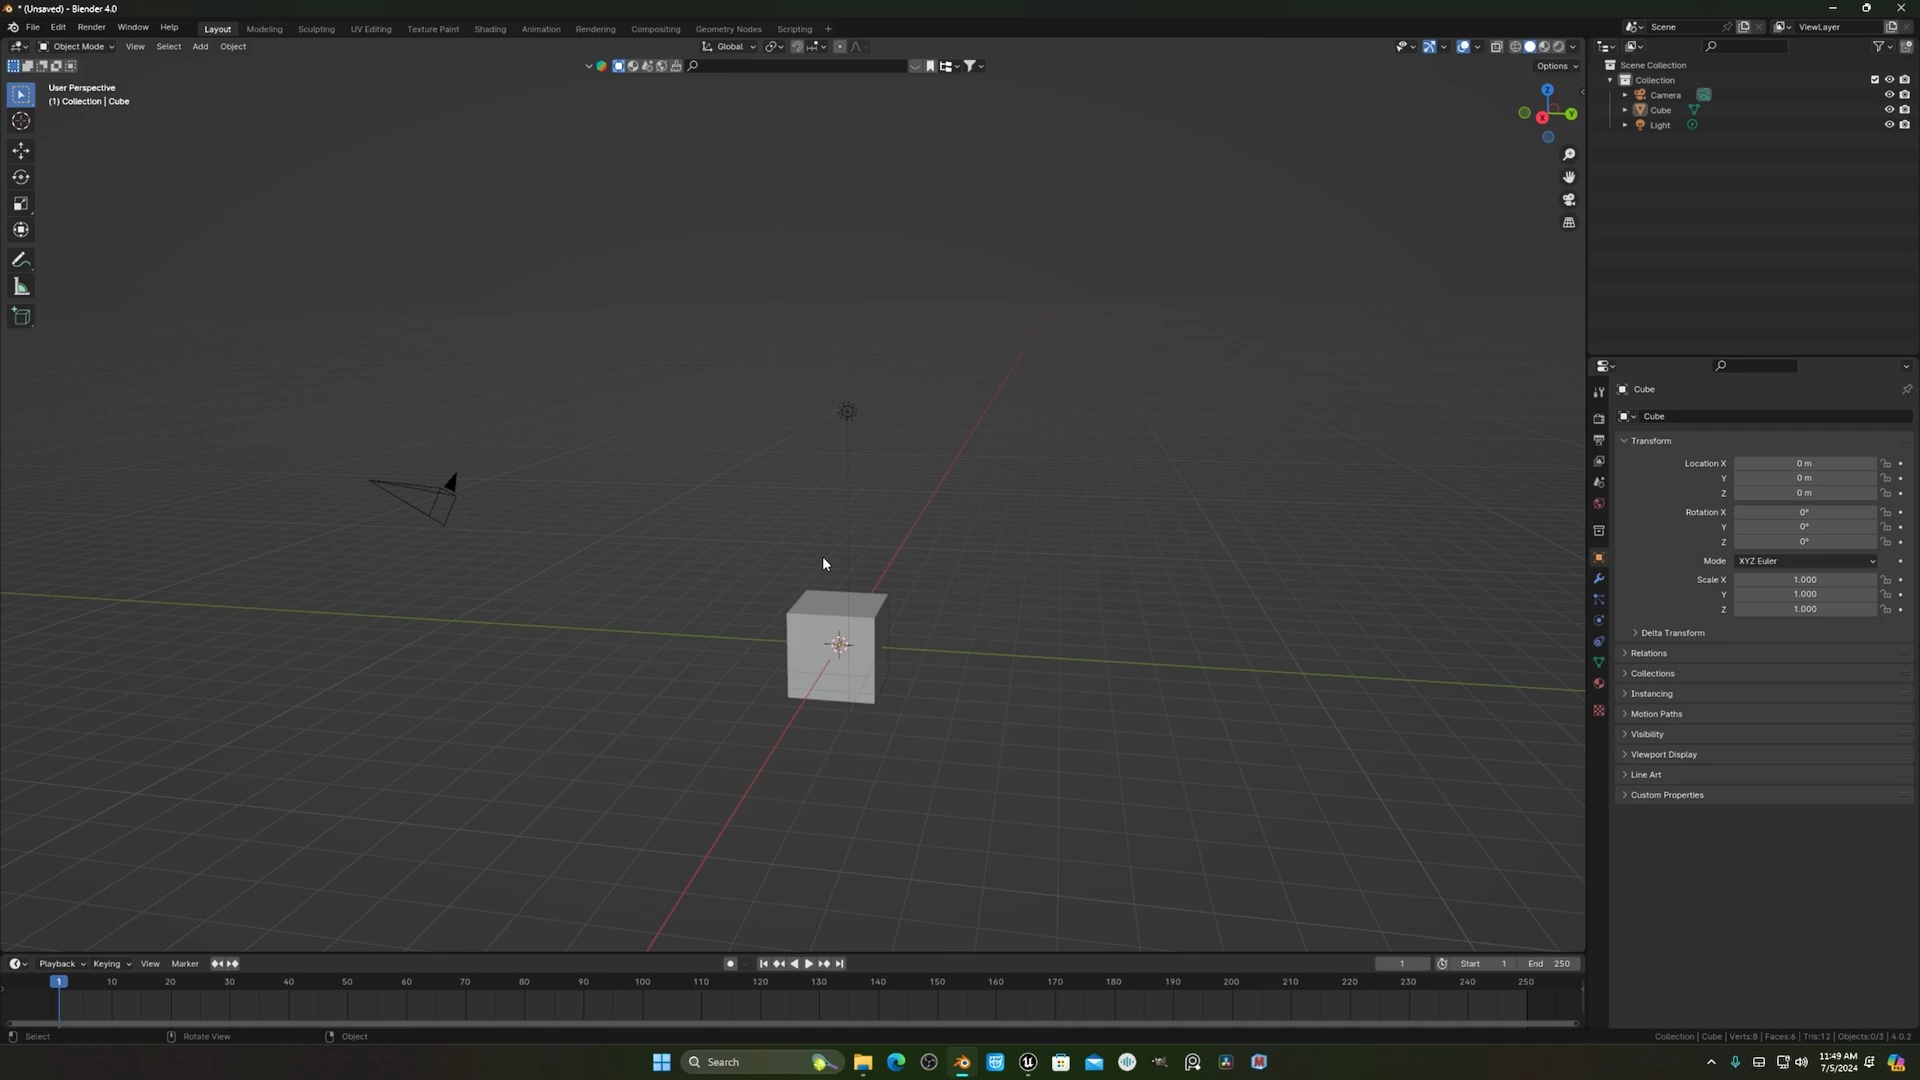 * (Unsaved) - Blender 4.0
File Edit Render Window Help Layout Modeling Sculpting UV Editing Texture Paint Shading Animation Rendering Compositing Geometry Nodes Scripting + Scene ViewLayer
Object Mode View Select Add Object Global
Options
User Perspective
(1) Collection | Cube
Z
Y
X
Scene Collection
Collection
Camera
Cube
Light
Cube
Cube
Transform
Location X 0 m
Y 0 m
Z 0 m
Rotation X 0°
Y 0°
Z 0°
Mode XYZ Euler
Scale X 1.000
Y 1.000
Z 1.000
Delta Transform
Relations
Collections
Instancing
Motion Paths
Visibility
Viewport Display
Line Art
Custom Properties
Playback Keying View Marker 1 Start 1 End 250
1 10 20 30 40 50 60 70 80 90 100 110 120 130 140 150 160 170 180 190 200 210 220 230 240 250
Select Rotate View Object Collection | Cube | Verts:8 | Faces:6 | Tris:12 | Objects:0/3 | 4.0.2
Search
11:49 AM
7/5/2024